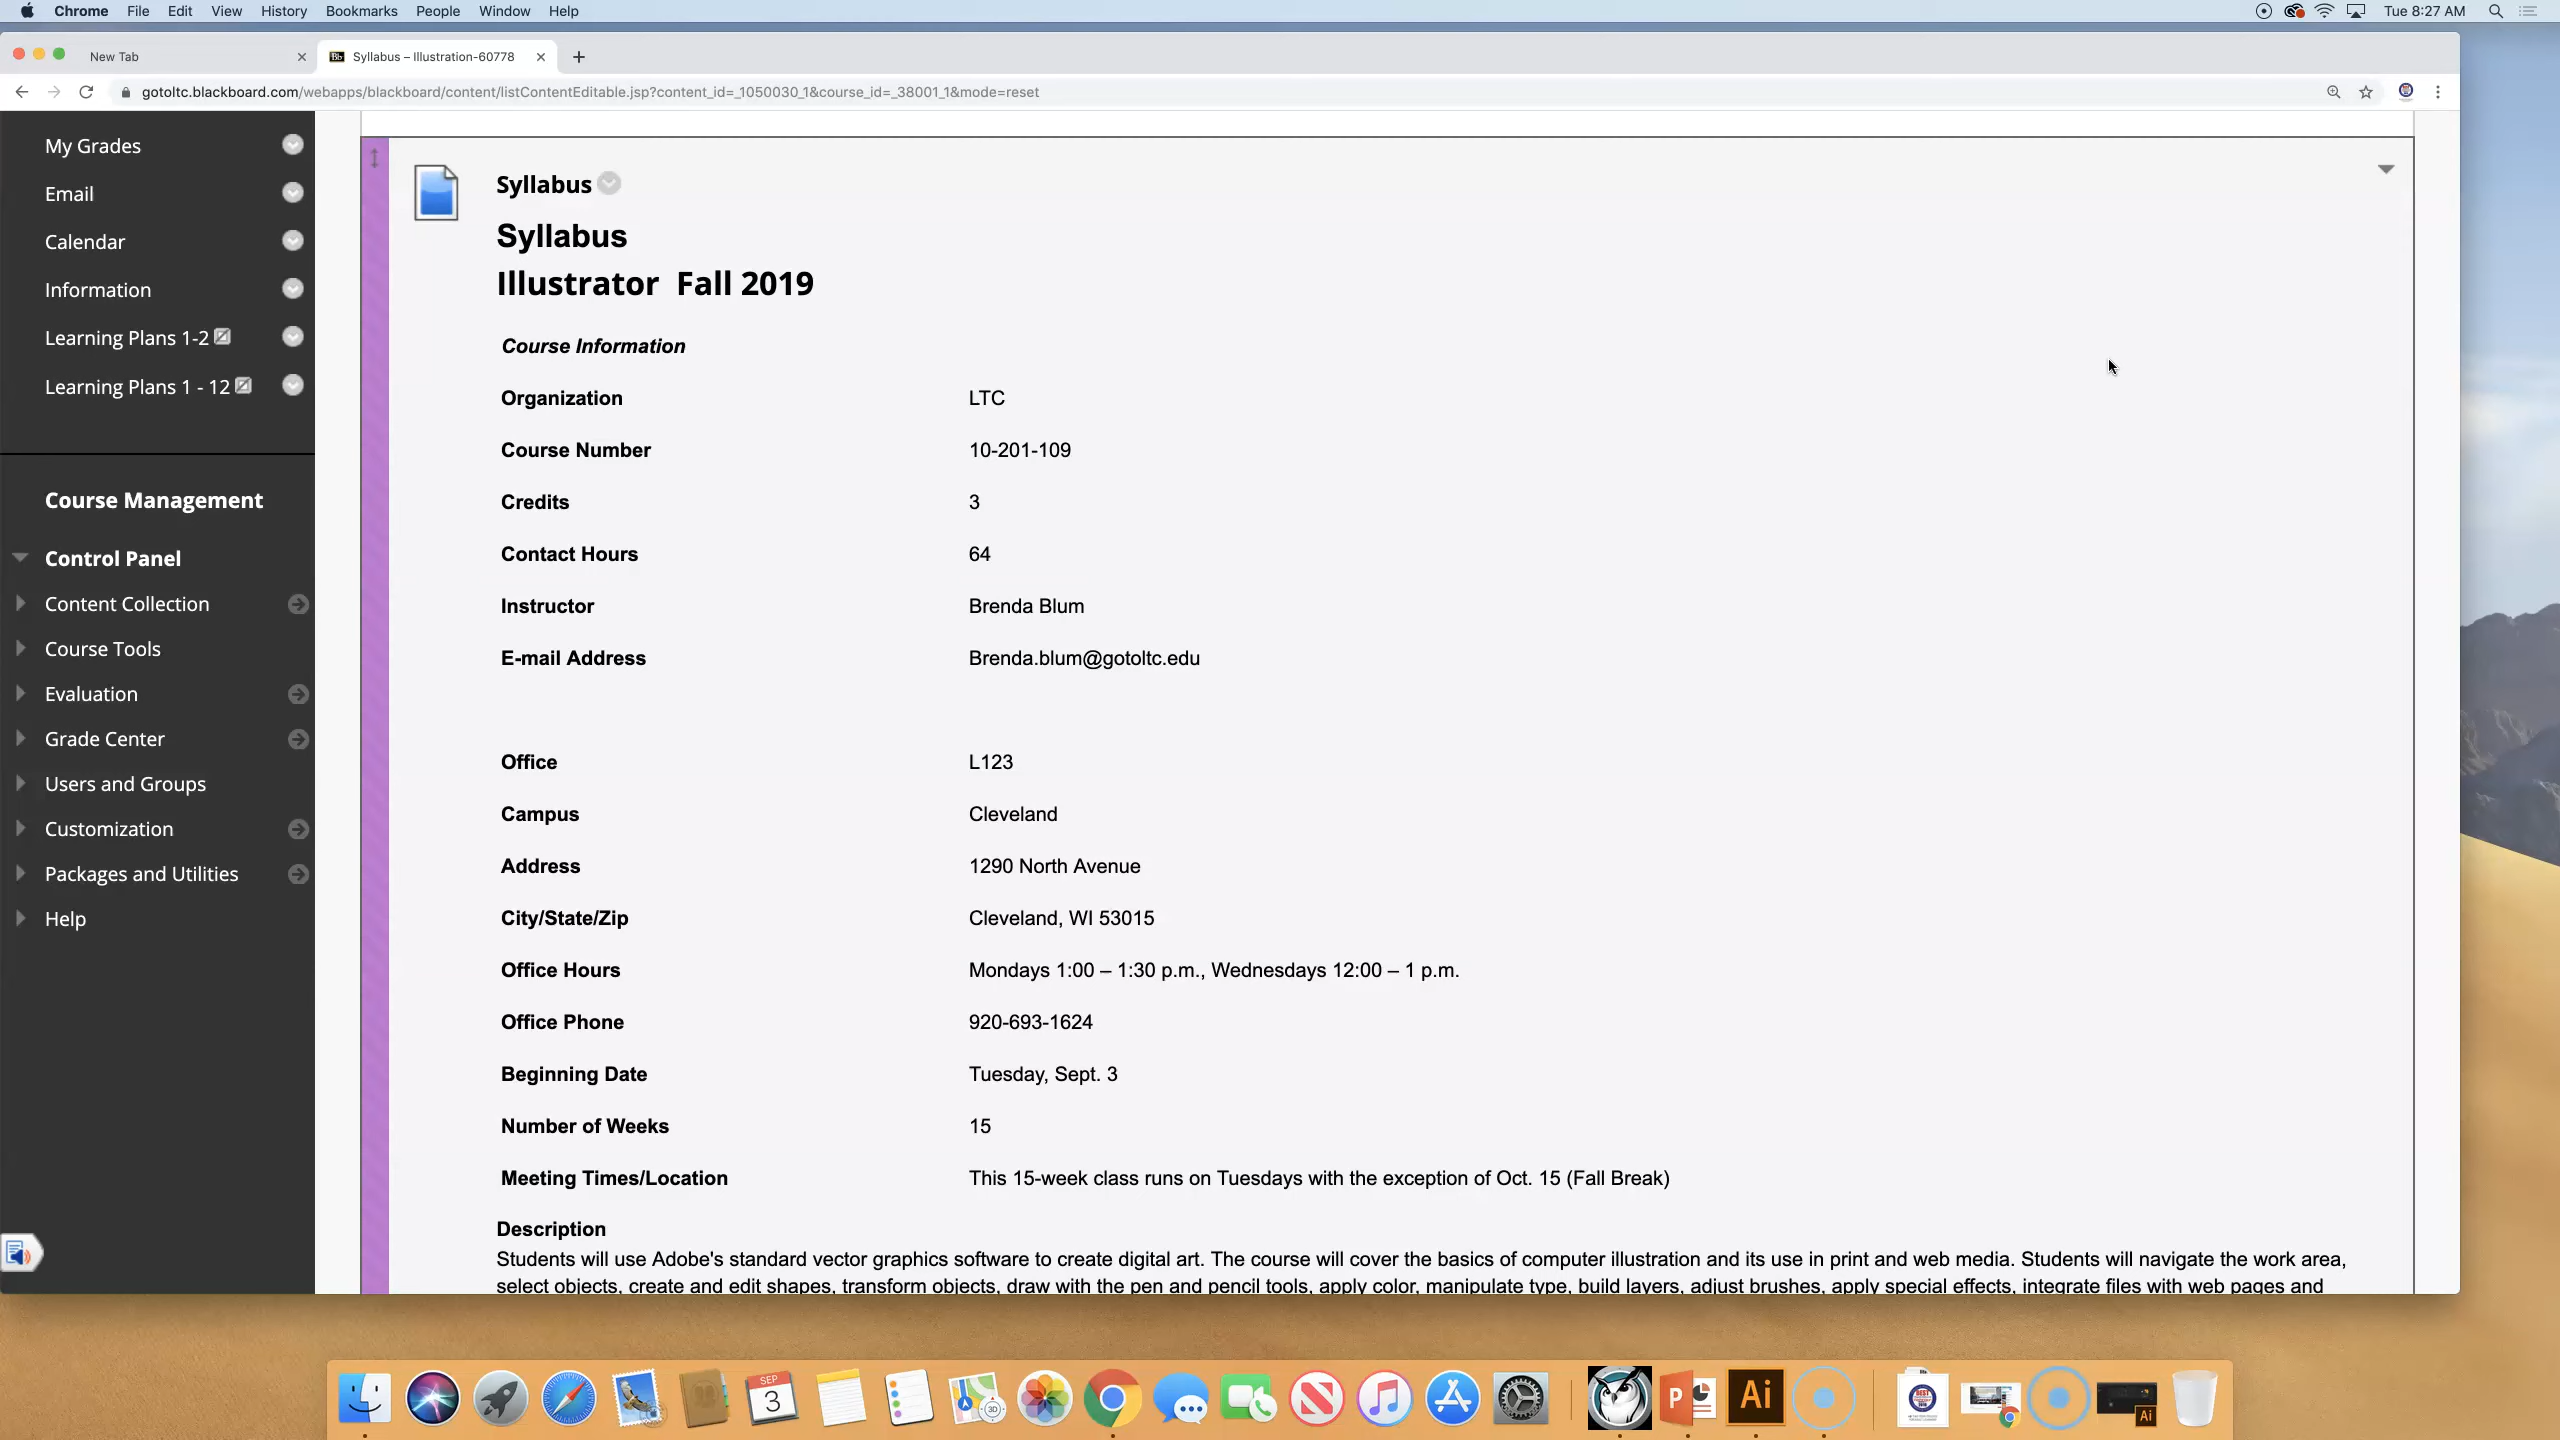 Chrome File Edit View History Bookmarks People Window Help
Tue 8:27 AM
New Tab
Bb Syllabus – Illustration-60778
gotoltc.blackboard.com/webapps/blackboard/content/listContentEditable.jsp?content_id=_1050030_1&course_id=_38001_1&mode=reset
My Grades
Email
Calendar
Information
Learning Plans 1-2
Learning Plans 1 - 12
Course Management
Control Panel
Content Collection
Course Tools
Evaluation
Grade Center
Users and Groups
Customization
Packages and Utilities
Help
Syllabus
Syllabus
Illustrator Fall 2019
Course Information
Organization LTC
Course Number 10-201-109
Credits 3
Contact Hours 64
Instructor Brenda Blum
E-mail Address Brenda.blum@gotoltc.edu
Office L123
Campus Cleveland
Address 1290 North Avenue
City/State/Zip Cleveland, WI 53015
Office Hours Mondays 1:00 – 1:30 p.m., Wednesdays 12:00 – 1 p.m.
Office Phone 920-693-1624
Beginning Date Tuesday, Sept. 3
Number of Weeks 15
Meeting Times/Location This 15-week class runs on Tuesdays with the exception of Oct. 15 (Fall Break)
Description
Students will use Adobe's standard vector graphics software to create digital art. The course will cover the basics of computer illustration and its use in print and web media. Students will navigate the work area,
select objects, create and edit shapes, transform objects, draw with the pen and pencil tools, apply color, manipulate type, build layers, adjust brushes, apply special effects, integrate files with web pages and
SEP
3
3D
P
Ai
BEST
Ai